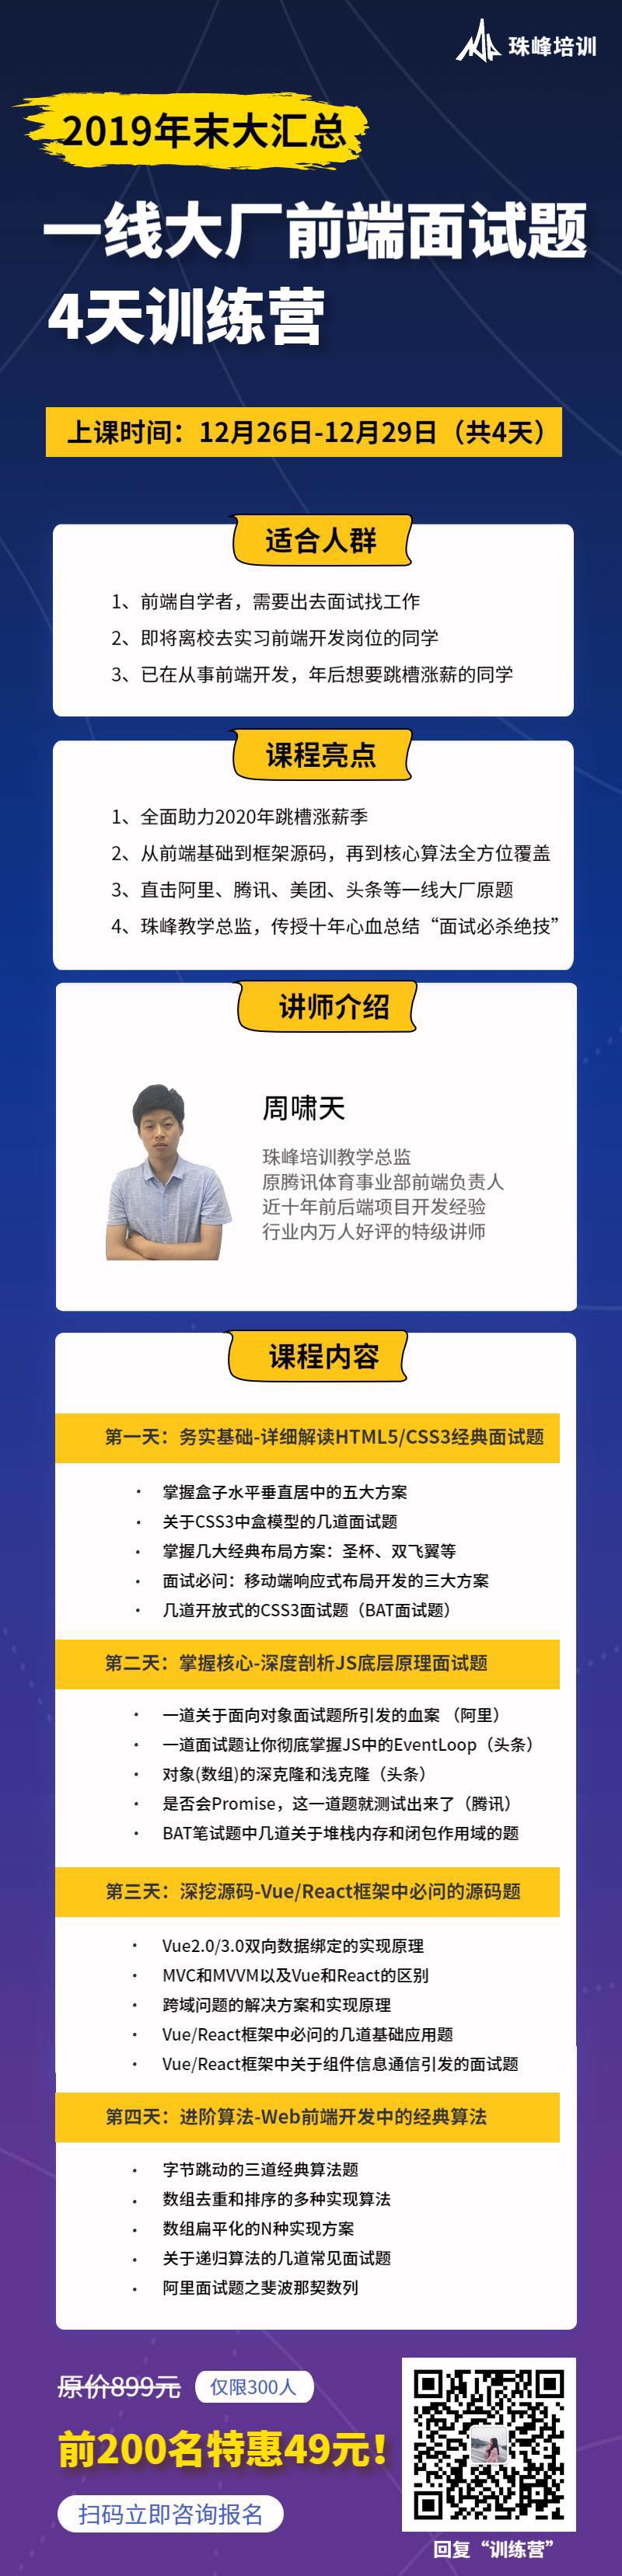 珠峰培训
2019年末大汇总
一线大厂前端面试题
4天训练营
上课时间：12月26日-12月29日（共4天）
适合人群
1、前端自学者，需要出去面试找工作
2、即将离校去实习前端开发岗位的同学
3、已在从事前端开发，年后想要跳槽涨薪的同学
课程亮点
1、全面助力2020年跳槽涨薪季
2、从前端基础到框架源码，再到核心算法全方位覆盖
3、直击阿里、腾讯、美团、头条等一线大厂原题
4、珠峰教学总监，传授十年心血总结“面试必杀绝技”
讲师介绍
周啸天
珠峰培训教学总监
原腾讯体育事业部前端负责人
近十年前后端项目开发经验
行业内万人好评的特级讲师
课程内容
第一天：务实基础-详细解读HTML5/CSS3经典面试题
· 掌握盒子水平垂直居中的五大方案
· 关于CSS3中盒模型的几道面试题
· 掌握几大经典布局方案：圣杯、双飞翼等
· 面试必问：移动端响应式布局开发的三大方案
· 几道开放式的CSS3面试题（BAT面试题）
第二天：掌握核心-深度剖析JS底层原理面试题
· 一道关于面向对象面试题所引发的血案 （阿里）
· 一道面试题让你彻底掌握JS中的EventLoop（头条）
· 对象(数组)的深克隆和浅克隆（头条）
· 是否会Promise，这一道题就测试出来了（腾讯）
· BAT笔试题中几道关于堆栈内存和闭包作用域的题
第三天：深挖源码-Vue/React框架中必问的源码题
· Vue2.0/3.0双向数据绑定的实现原理
· MVC和MVVM以及Vue和React的区别
· 跨域问题的解决方案和实现原理
· Vue/React框架中必问的几道基础应用题
· Vue/React框架中关于组件信息通信引发的面试题
第四天：进阶算法-Web前端开发中的经典算法
· 字节跳动的三道经典算法题
· 数组去重和排序的多种实现算法
· 数组扁平化的N种实现方案
· 关于递归算法的几道常见面试题
· 阿里面试题之斐波那契数列
原价899元 仅限300人
前200名特惠49元!
扫码立即咨询报名
回复“训练营”